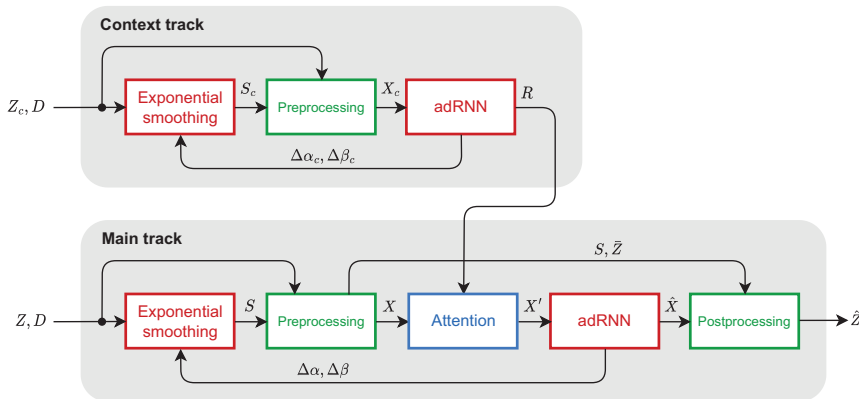 Context track
Z_c, D
Exponential
smoothing
S_c
Preprocessing
X_c
adRNN
R
Δα_c, Δβ_c
Main track
S, Z̄
Z, D
Exponential
smoothing
S
Preprocessing
X
Attention
X′
adRNN
X̂
Postprocessing
Ẑ
Δα, Δβ